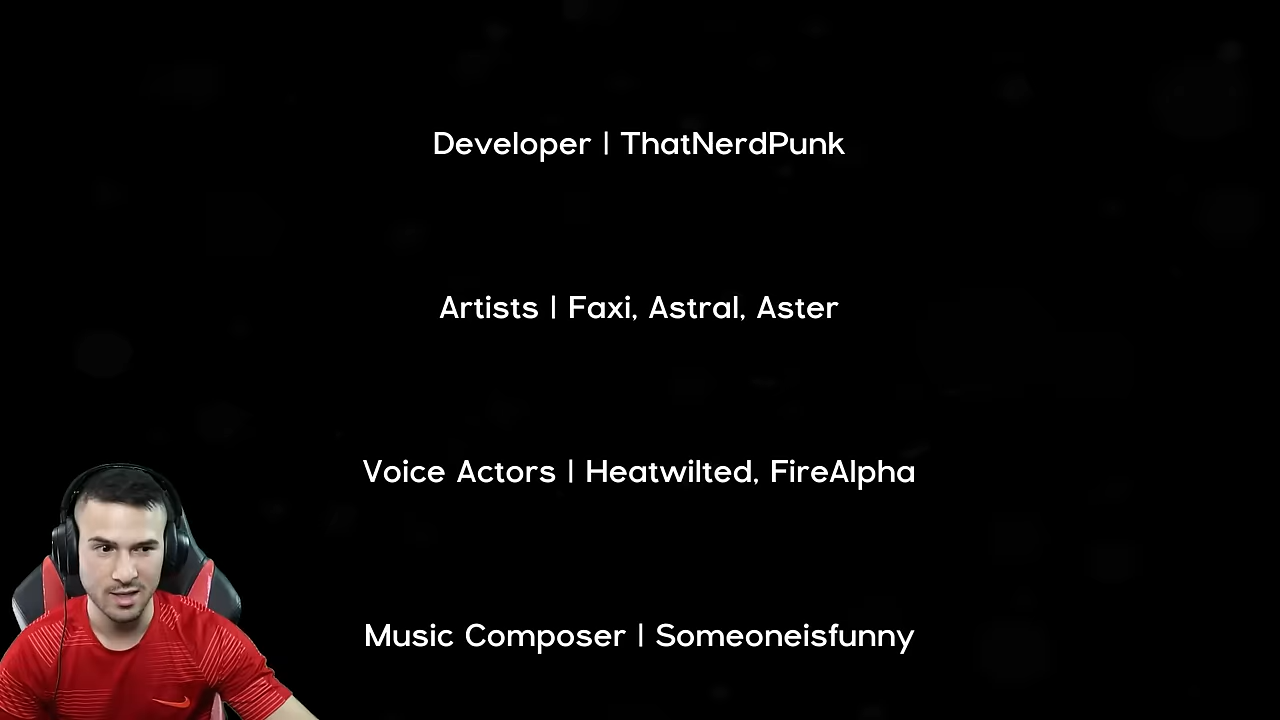 Developer | ThatNerdPunk
Artists | Faxi, Astral, Aster
Voice Actors | Heatwilted, FireAlpha
Music Composer | Someoneisfunny